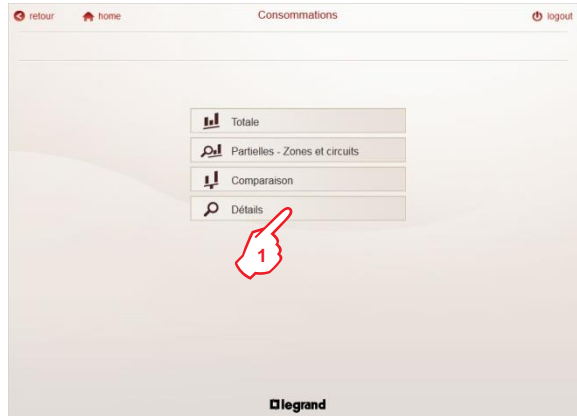 retour home Consommations logout
Totale
Partielles - Zones et circuits
Comparaison
Détails
1
legrand